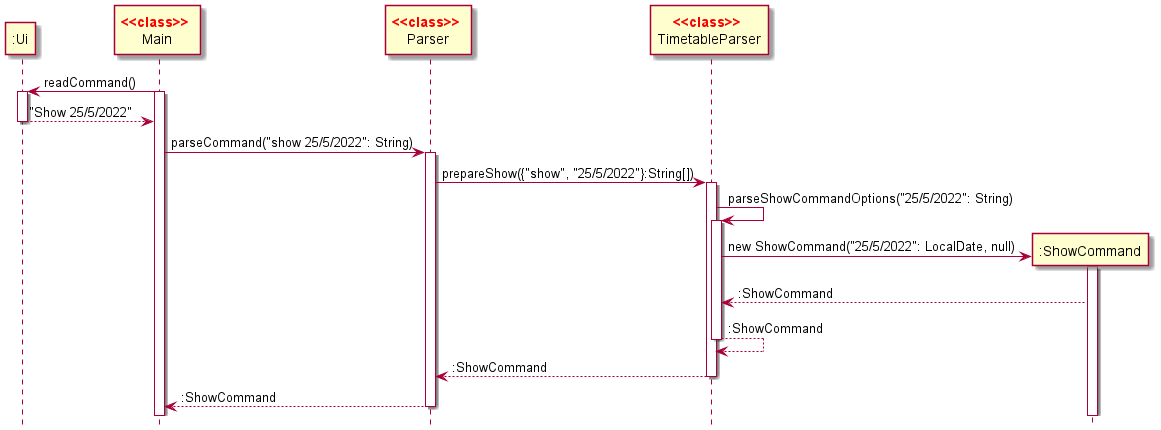 :Ui
<<class>>
Main
<<class>>
Parser
<<class>>
TimetableParser
readCommand()
"Show 25/5/2022"
parseCommand("show 25/5/2022": String)
prepareShow({"show", "25/5/2022"}:String[])
parseShowCommandOptions("25/5/2022": String)
new ShowCommand("25/5/2022": LocalDate, null)
:ShowCommand
:ShowCommand
:ShowCommand
:ShowCommand
:ShowCommand